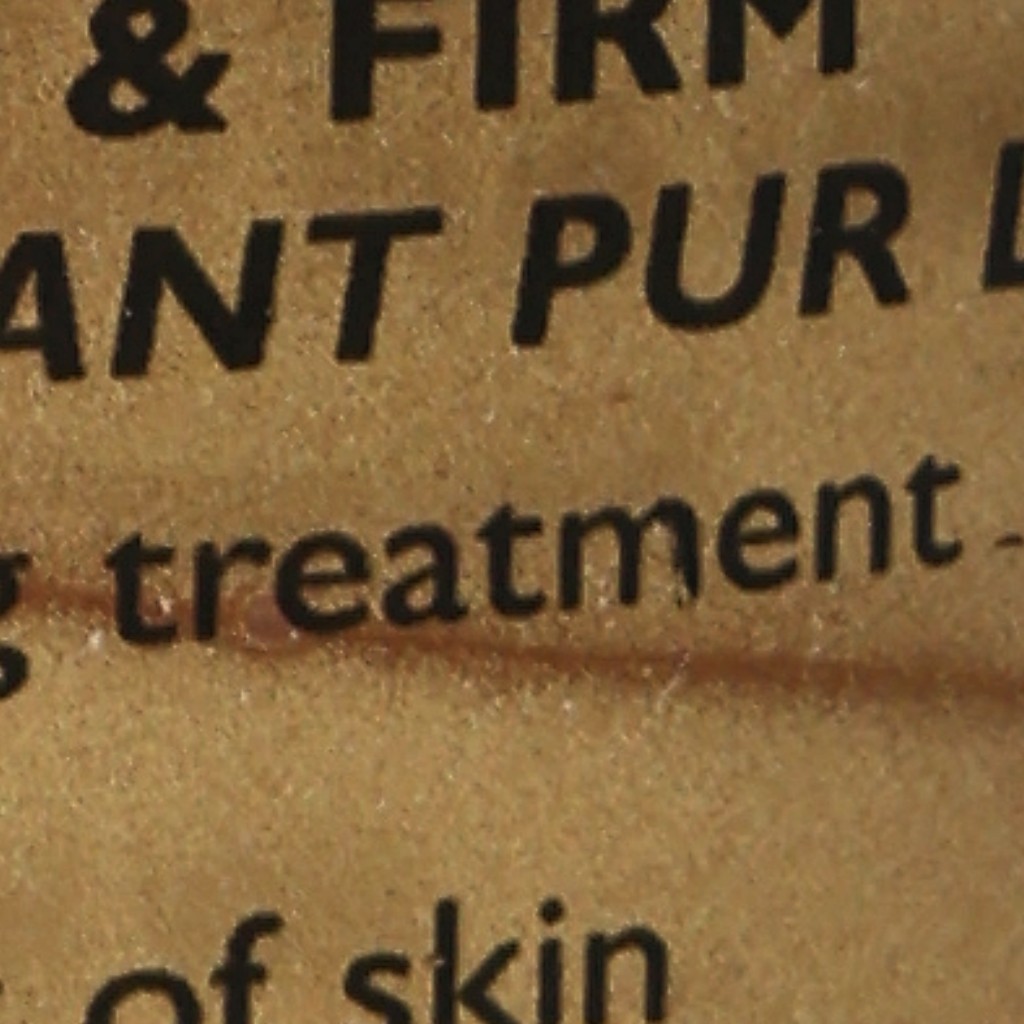 & FIRM
ANT PUR
treatment -
of skin